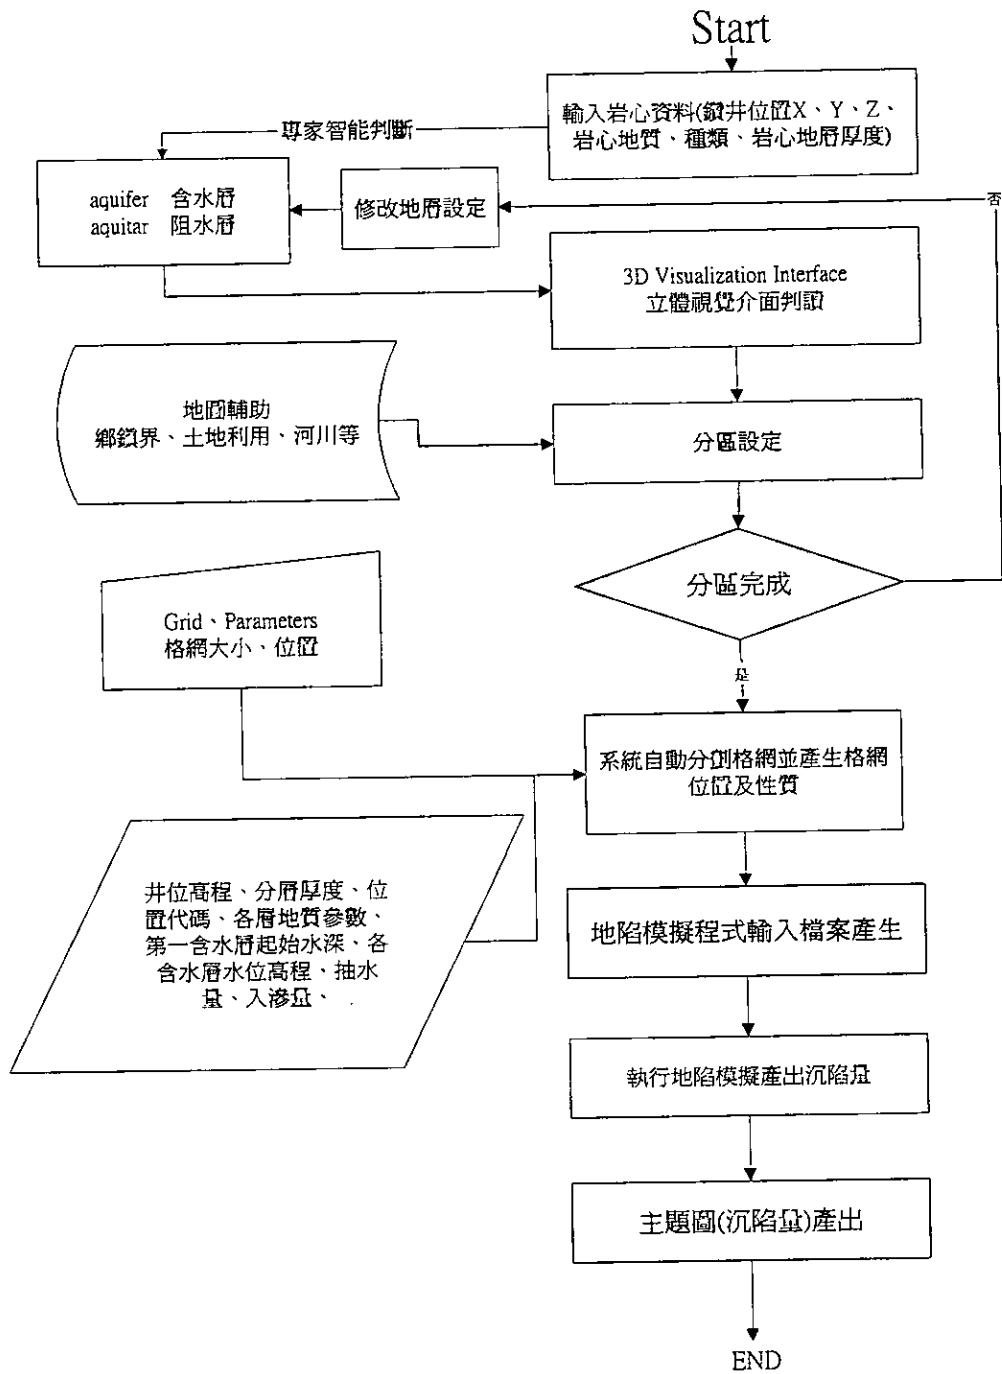 Start
輸入岩心資料(鑽井位置X、Y、Z、
岩心地質、種類、岩心地層厚度)
專家智能判斷
aquifer 含水層
aquitar 阻水層
修改地層設定
否
3D Visualization Interface
立體視覺介面判讀
地圖輔助
鄉鎮界、土地利用、河川等
分區設定
分區完成
Grid、Parameters
格網大小、位置
是
系統自動分割格網並產生格網
位置及性質
井位高程、分層厚度、位
置代碼、各層地質參數、
第一含水層起始水深、各
含水層水位高程、抽水
量、入滲量、
地陷模擬程式輸入檔案產生
執行地陷模擬產出沉陷量
主題圖(沉陷量)產出
END